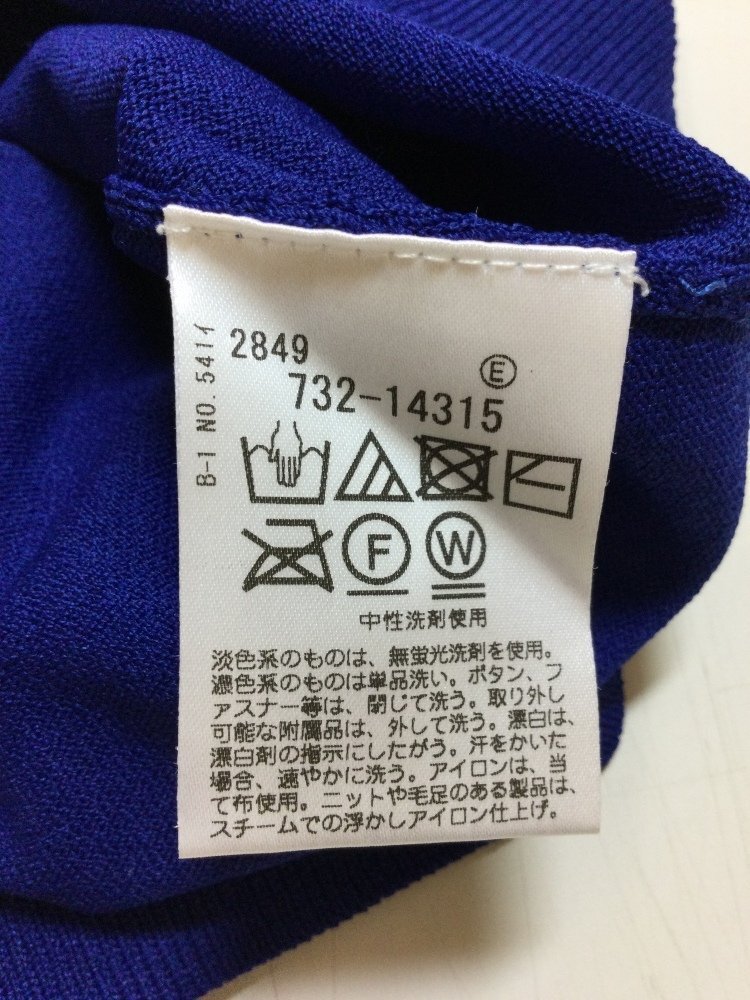 B-1 NO.541イ
2849
E
732-14315
F W
中性洗剤使用
淡色系のものは、無蛍光洗剤を使用。
濃色系のものは単品洗い。ボタン、フ
ァスナー等は、閉じて洗う。取り外し
可能な附属品は、外して洗う。漂白は、
漂白剤の指示にしたがう。汗をかいた
場合、速やかに洗う。アイロンは、当
て布使用。ニットや毛足のある製品は、
スチームでの浮かしアイロン仕上げ。